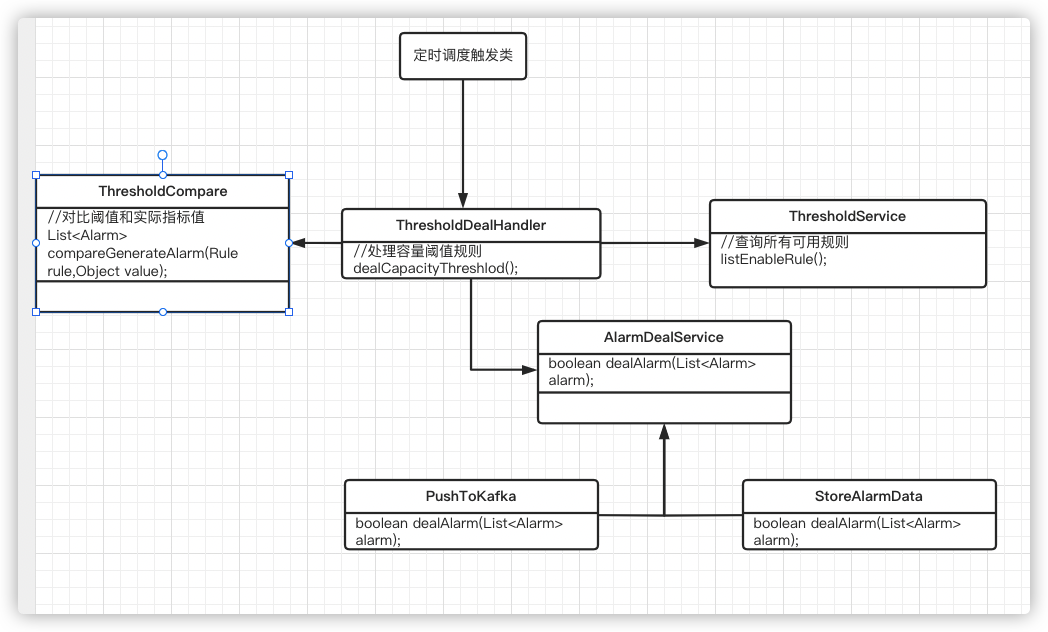 定时调度触发类
ThresholdCompare
//对比阈值和实际指标值
List<Alarm>
compareGenerateAlarm(Rule
rule,Object value);
ThresholdDealHandler
//处理容量阈值规则
dealCapacityThreshlod();
ThresholdService
//查询所有可用规则
listEnableRule();
AlarmDealService
boolean dealAlarm(List<Alarm>
alarm);
PushToKafka
boolean dealAlarm(List<Alarm>
alarm);
StoreAlarmData
boolean dealAlarm(List<Alarm>
alarm);